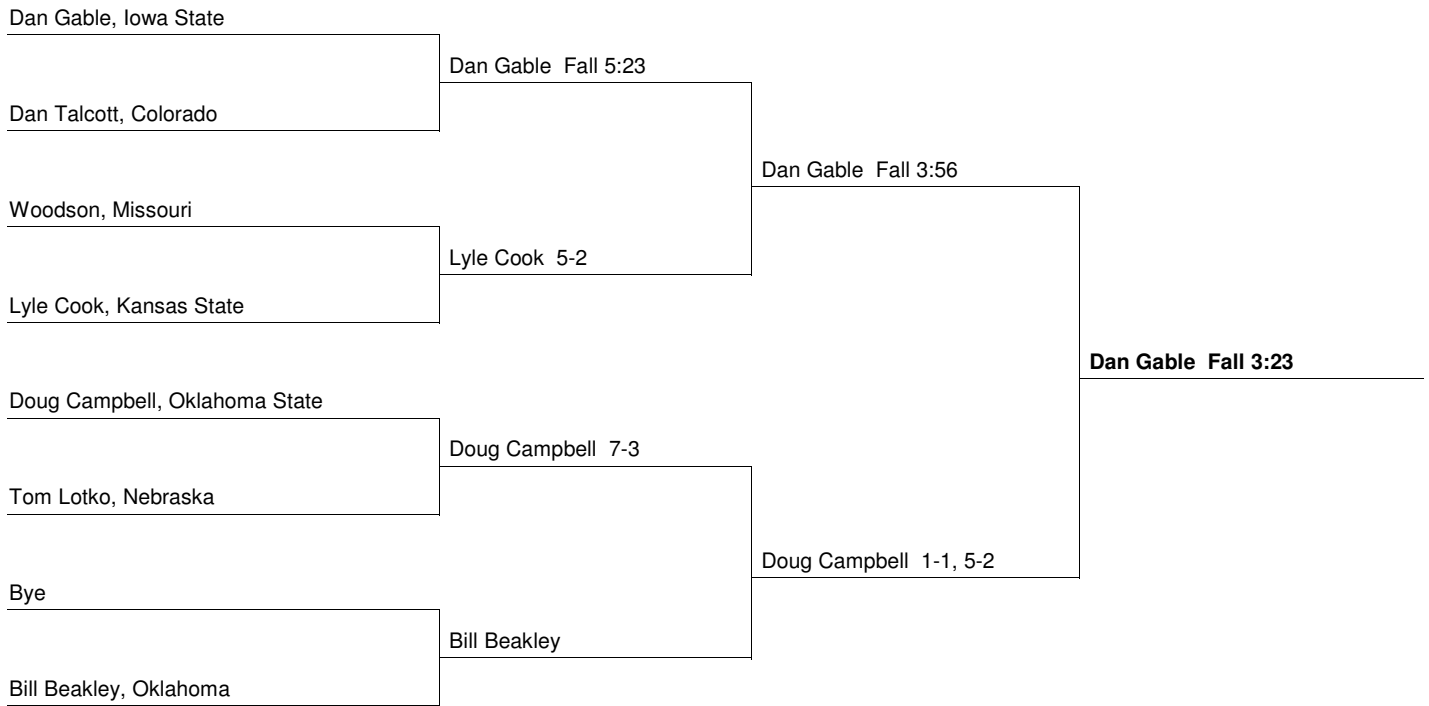 Dan Gable, Iowa State
Dan Gable  Fall 5:23
Dan Talcott, Colorado
Dan Gable  Fall 3:56
Woodson, Missouri
Lyle Cook  5-2
Lyle Cook, Kansas State
Dan Gable  Fall 3:23
Doug Campbell, Oklahoma State
Doug Campbell  7-3
Tom Lotko, Nebraska
Doug Campbell  1-1, 5-2
Bye
Bill Beakley
Bill Beakley, Oklahoma